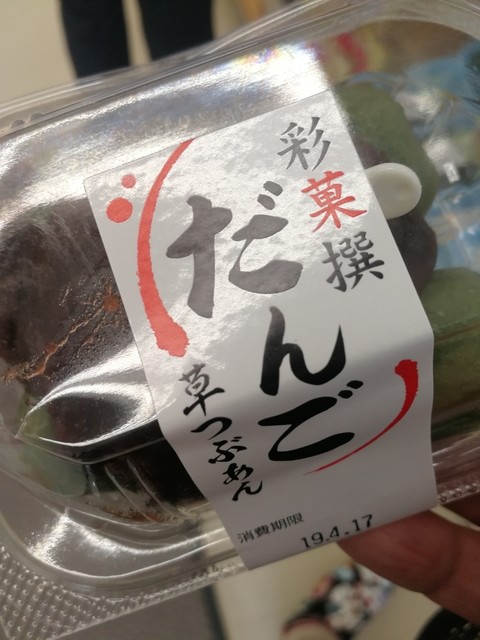 彩菓撰
だんご
草つぶあん
消費期限
19.4.17